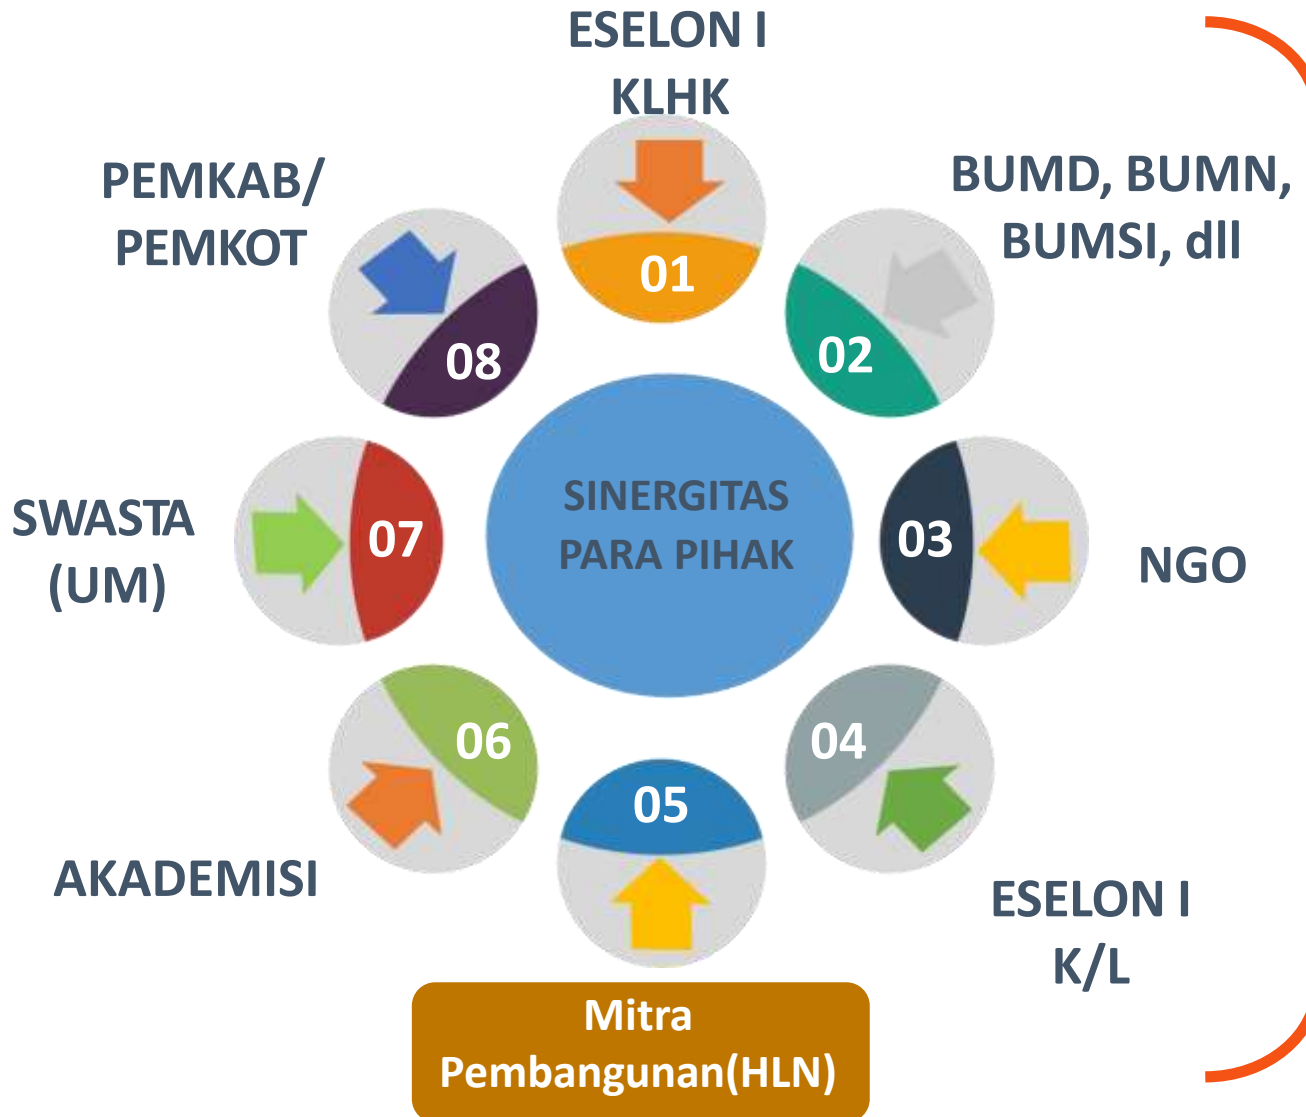 ESELON I
KLHK
01
BUMD, BUMN,
BUMSI, dll
02
NGO
03
ESELON I
K/L
04
Mitra
Pembangunan(HLN)
05
AKADEMISI
06
SWASTA
(UM)
07
PEMKAB/
PEMKOT
08
SINERGITAS
PARA PIHAK